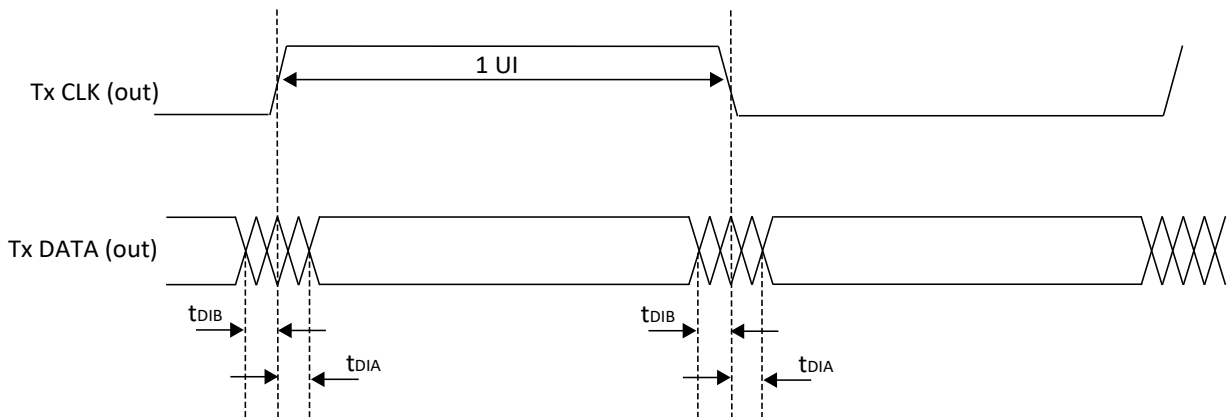 1 UI
Tx CLK (out)
Tx DATA (out)
tDIB
tDIB
tDIA
tDIA